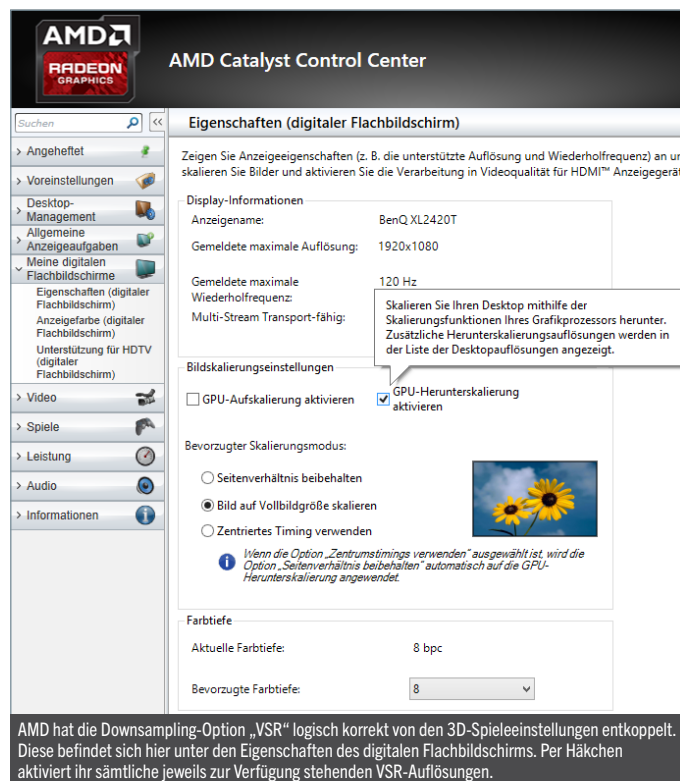 AMD
RADEON
GRAPHICS
AMD Catalyst Control Center
Suchen
Angeheftet
Voreinstellungen
Desktop-
Management
Allgemeine
Anzeigeaufgaben
Meine digitalen
Flachbildschirme
Eigenschaften (digitaler
Flachbildschirm)
Anzeigefarbe (digitaler
Flachbildschirm)
Unterstützung für HDTV
(digitaler
Flachbildschirm)
Video
Spiele
Leistung
Audio
Informationen
Eigenschaften (digitaler Flachbildschirm)
Zeigen Sie Anzeigeeigenschaften (z. B. die unterstützte Auflösung und Wiederholfrequenz) an
skalieren Sie Bilder und aktivieren Sie die Verarbeitung in Videoqualität für HDMI™
Display-Informationen
Anzeigename: BenQ XL2420T
Gemeldete maximale Auflösung: 1920x1080
Gemeldete maximale 120 Hz
Wiederholfrequenz:
Multi-Stream Transport-fähig:
Skalieren Sie Ihren Desktop mithilfe der
Skalierungsfunktionen Ihres Grafikprozessors herunter.
Zusätzliche Herunterskalierungsauflösungen werden in
der Liste der Desktopauflösungen angezeigt.
Bildskalierungseinstellungen
GPU-Aufskalierung aktivieren
GPU-Herunterskalierung
aktivieren
Bevorzugter Skalierungsmodus:
Seitenverhältnis beibehalten
Bild auf Vollbildgröße skalieren
Zentriertes Timing verwenden
Wenn die Option „Zentrumstimings verwenden" ausgewählt ist, wird die
Option „Seitenverhältnis beibehalten" automatisch auf die GPU-
Herunterskalierung angewendet.
Farbtiefe
Aktuelle Farbtiefe: 8 bpc
Bevorzugte Farbtiefe: 8
AMD hat die Downsampling-Option „VSR“ logisch korrekt von den 3D-Spieleeinstellungen entkoppelt.
Diese befindet sich hier unter den Eigenschaften des digitalen Flachbildschirms. Per Häkchen
aktiviert ihr sämtliche jeweils zur Verfügung stehenden VSR-Auflösungen.